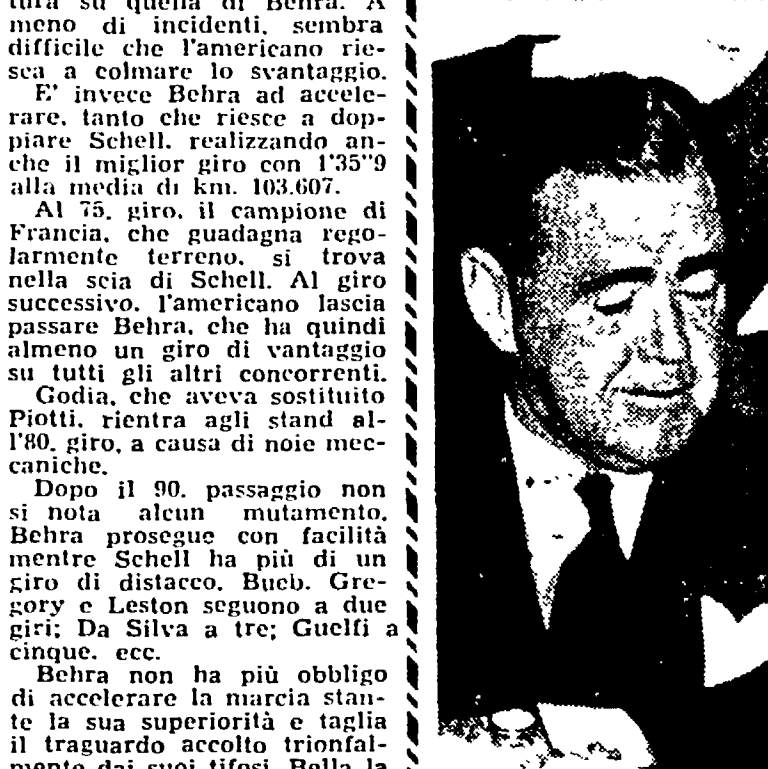 tura su quella di Behra. A
meno di incidenti, sembra
difficile che l'americano rie-
sca a colmare lo svantaggio.
E' invece Behra ad accele-
rare, tanto che riesce a dop-
piare Schell, realizzando an-
che il miglior giro con 1'35"9
alla media di km. 103.607.
Al 75. giro, il campione di
Francia, che guadagna rego-
larmente terreno, si trova
nella scia di Schell. Al giro
successivo, l'americano lascia
passare Behra, che ha quindi
almeno un giro di vantaggio
su tutti gli altri concorrenti.
Godia, che aveva sostituito
Piotti, rientra agli stand al-
l'80. giro, a causa di noie mec-
caniche.
Dopo il 90. passaggio non
si nota alcun mutamento.
Behra prosegue con facilità
mentre Schell ha più di un
giro di distacco. Bueb, Gre-
gory e Leston seguono a due
giri; Da Silva a tre; Guelfi a
cinque, ecc.
Behra non ha più obbligo
di accelerare la marcia stan-
te la sua superiorità e taglia
il traguardo accolto trionfal-
mente dai suoi tifosi. Bella la